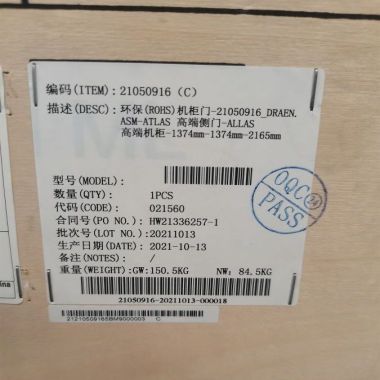 编码(ITEM): 21050916 (C)
描述(DESC): 环保(ROHS)机柜门-21050916_DRAEN.
ASM-ATLAS 高端侧门-ALLAS
高端机柜-1374mm-1374mm-2165mm
型号(MODEL):
数量(QTY): 1PCS
代码(CODE): 021560
合同号(PO NO.): HW21336257-1
批次号(LOT NO.): 20211013
生产日期(DATE): 2021-10-13
备注(NOTES): /
重量(WEIGHT):GW:150.5KG NW: 84.5KG
21050916-20211013-000018
OQC
PASS
C
ina